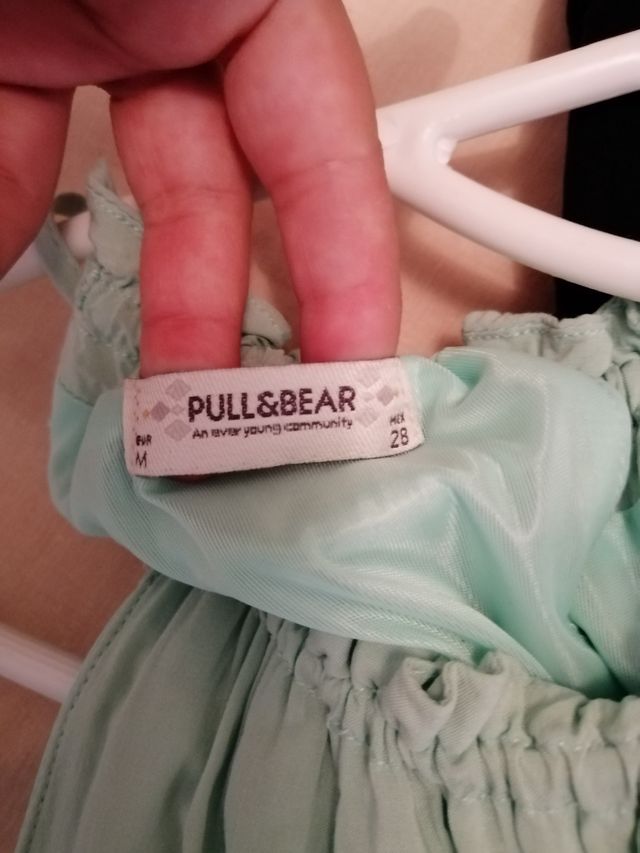 PULL&BEAR
An ever young community
EUR
M
MEX
28